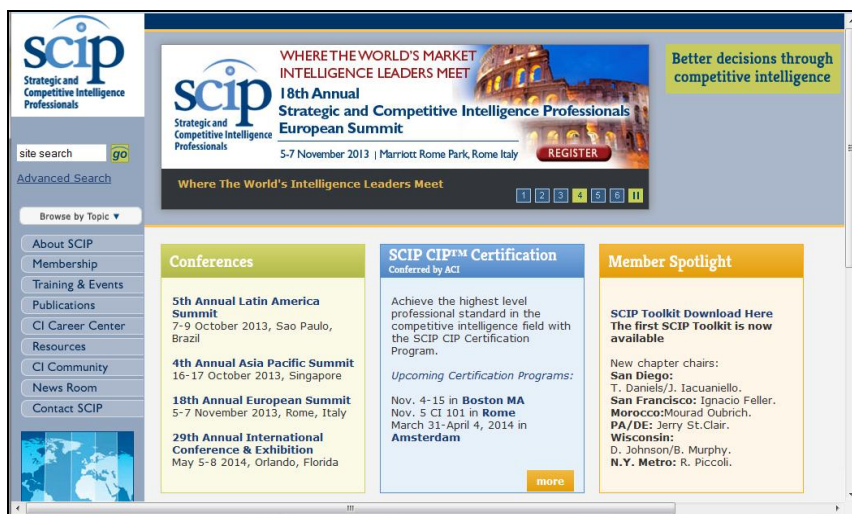 scip
Strategic and
Competitive Intelligence
Professionals
site search
go
Advanced Search
Browse by Topic ▼
About SCIP
Membership
Training & Events
Publications
CI Career Center
Resources
CI Community
News Room
Contact SCIP
scip
Strategic and
Competitive Intelligence
Professionals
WHERE THE WORLD'S MARKET
INTELLIGENCE LEADERS MEET
18th Annual
Strategic and Competitive Intelligence Professionals
European Summit
5-7 November 2013 | Marriott Rome Park, Rome Italy
REGISTER
Where The World's Intelligence Leaders Meet
1 2 3 4 5 6
Better decisions through
competitive intelligence
Conferences
5th Annual Latin America
Summit
7-9 October 2013, Sao Paulo,
Brazil
4th Annual Asia Pacific Summit
16-17 October 2013, Singapore
18th Annual European Summit
5-7 November 2013, Rome, Italy
29th Annual International
Conference & Exhibition
May 5-8 2014, Orlando, Florida
SCIP CIP™ Certification
Conferred by ACI
Achieve the highest level
professional standard in the
competitive intelligence field with
the SCIP CIP Certification
Program.
Upcoming Certification Programs:
Nov. 4-15 in Boston MA
Nov. 5 CI 101 in Rome
March 31-April 4, 2014 in
Amsterdam
more
Member Spotlight
SCIP Toolkit Download Here
The first SCIP Toolkit is now
available
New chapter chairs:
San Diego:
T. Daniels/J. Iacuaniello.
San Francisco: Ignacio Feller.
Morocco:Mourad Oubrich.
PA/DE: Jerry St.Clair.
Wisconsin:
D. Johnson/B. Murphy.
N.Y. Metro: R. Piccoli.